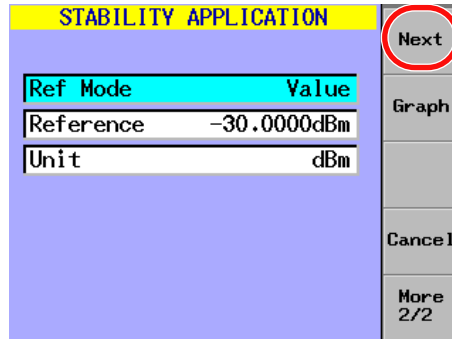 STABILITY APPLICATION
Next
Ref Mode Value
Graph
Reference -30.0000dBm
Unit dBm
Cancel
More
2/2